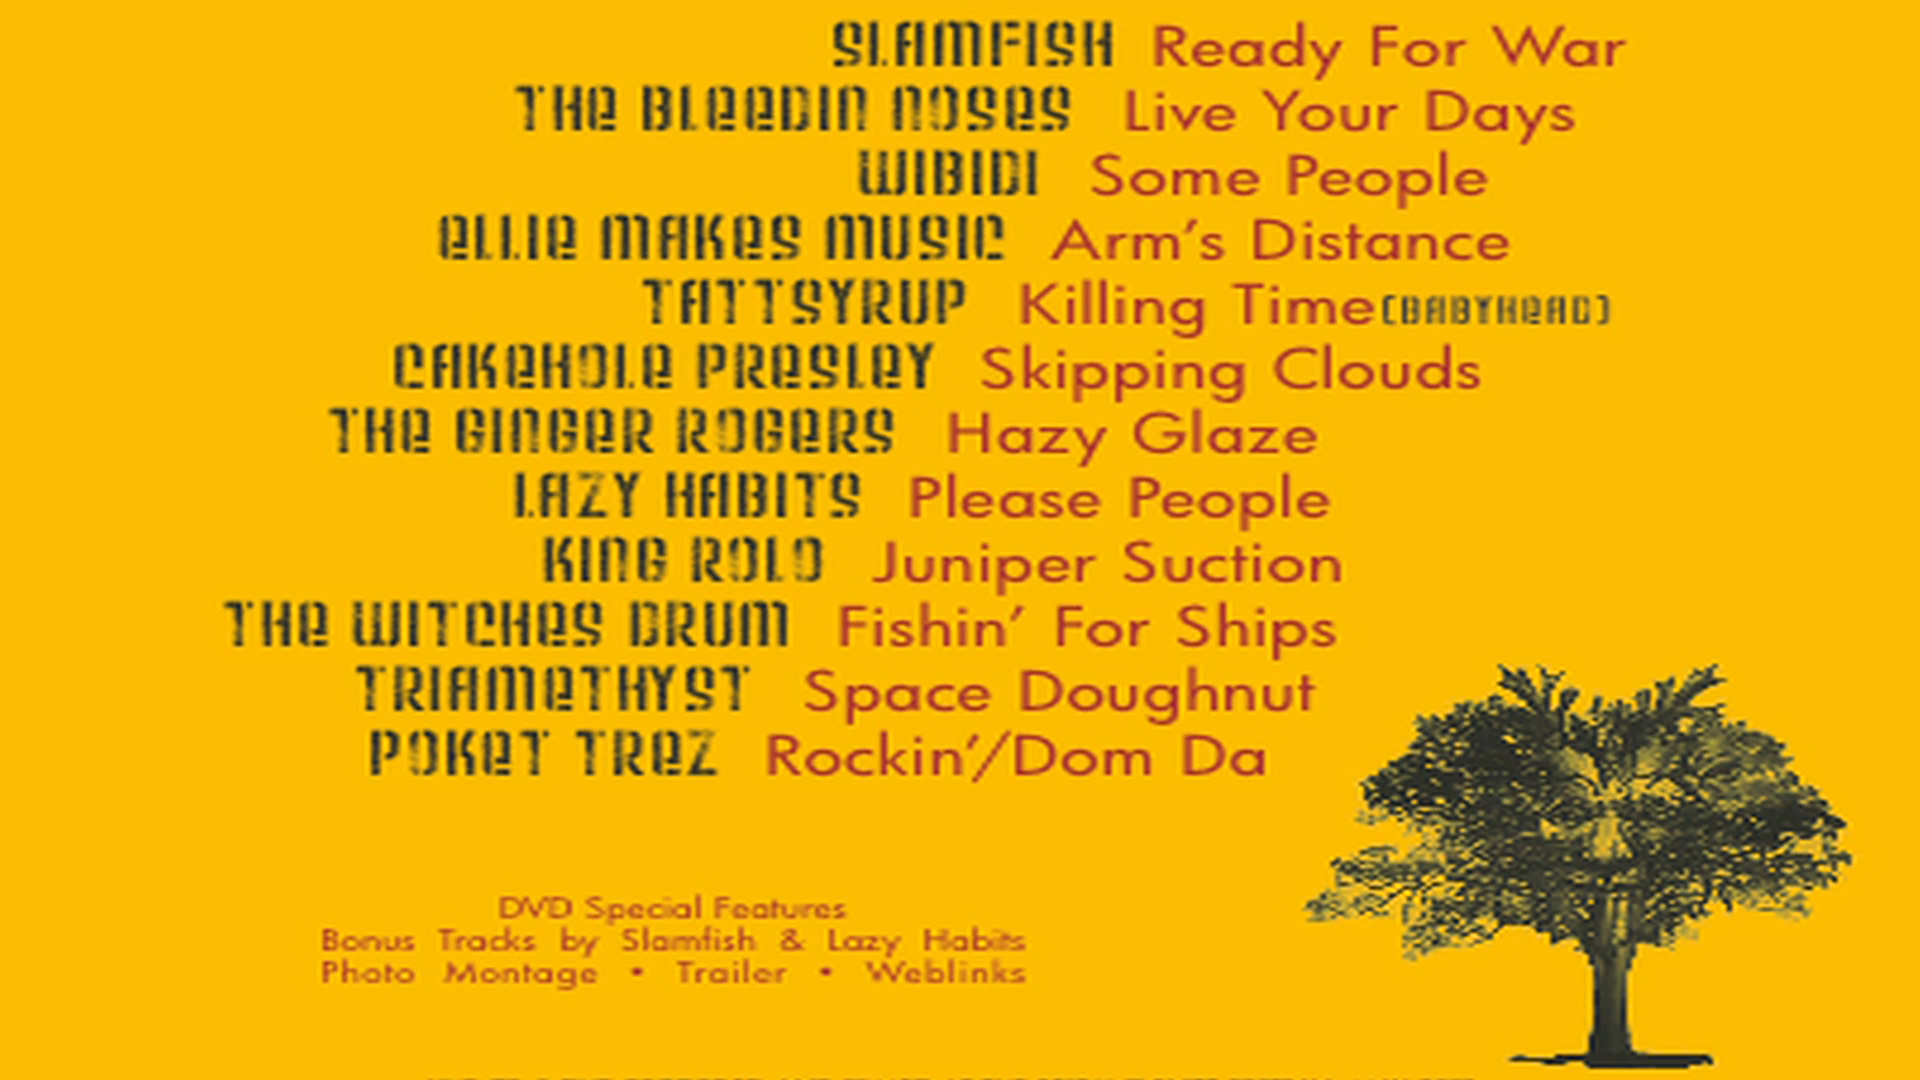 SLAMFISH Ready For War
THE BLEEDIN NOSES Live Your Days
WIBIDI Some People
ELLIE MAKES MUSIC Arm's Distance
TATTSYRUP Killing Time (BABYHEAD)
CAKEHOLE PRESLEY Skipping Clouds
THE GINGER ROGERS Hazy Glaze
LAZY HABITS Please People
KING ROLO Juniper Suction
THE WITCHES DRUM Fishin' For Ships
TRIAMETHYST Space Doughnut
POKET TREZ Rockin'/Dom Da
DVD Special Features
Bonus Tracks by Slamfish & Lazy Habits
Photo Montage • Trailer • Weblinks